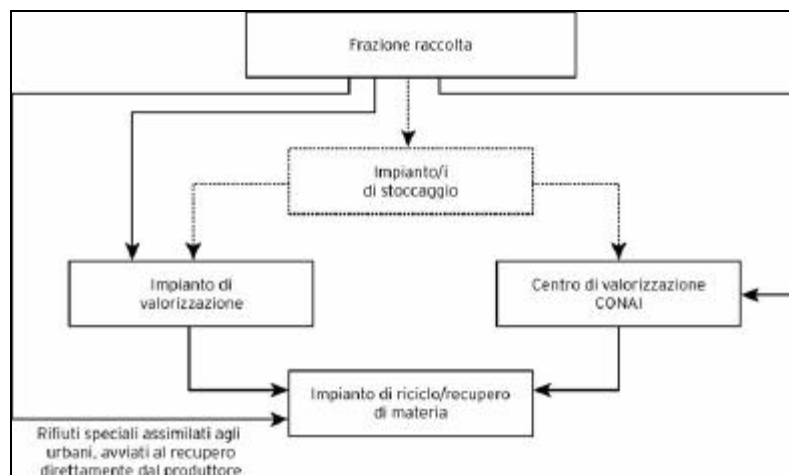 Frazione raccolta
Impianto/i
di stoccaggio
Impianto di
valorizzazione
Centro di valorizzazione
CONAI
Impianto di riciclo/recupero
di materia
Rifiuti speciali assimilati agli
urbani, avviati al recupero
direttamente dal produttore